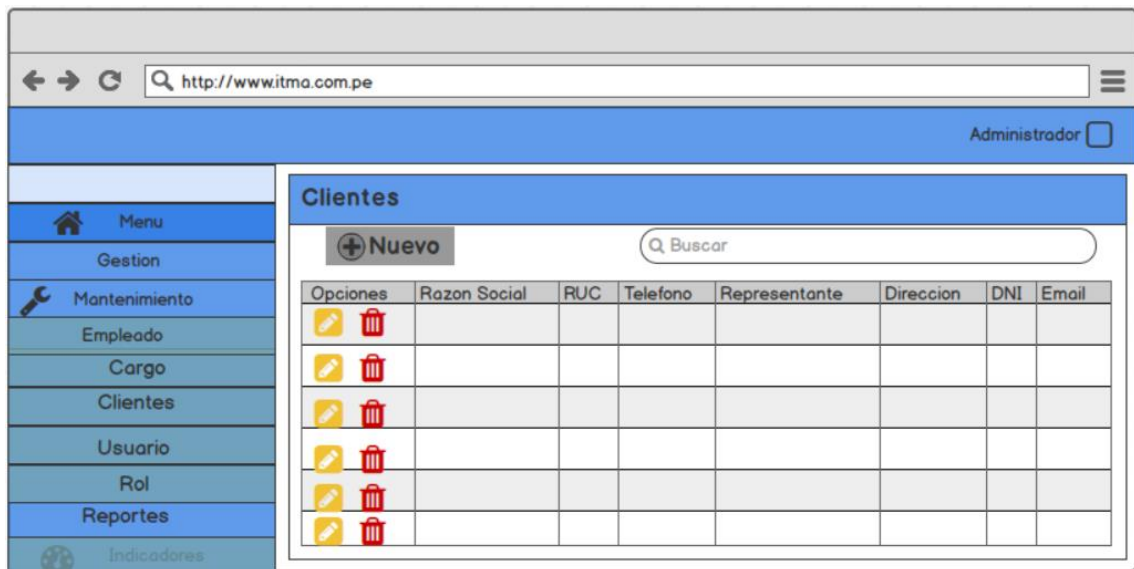 http://www.itma.com.pe
Administrador
Menu
Gestion
Mantenimiento
Empleado
Cargo
Clientes
Usuario
Rol
Reportes
Indicadores
Clientes
Nuevo
Buscar
Opciones Razon Social RUC Telefono Representante Direccion DNI Email